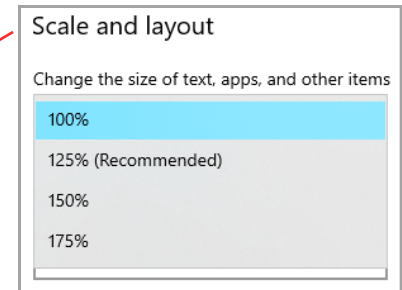 Scale and layout
Change the size of text, apps, and other items
100%
125% (Recommended)
150%
175%